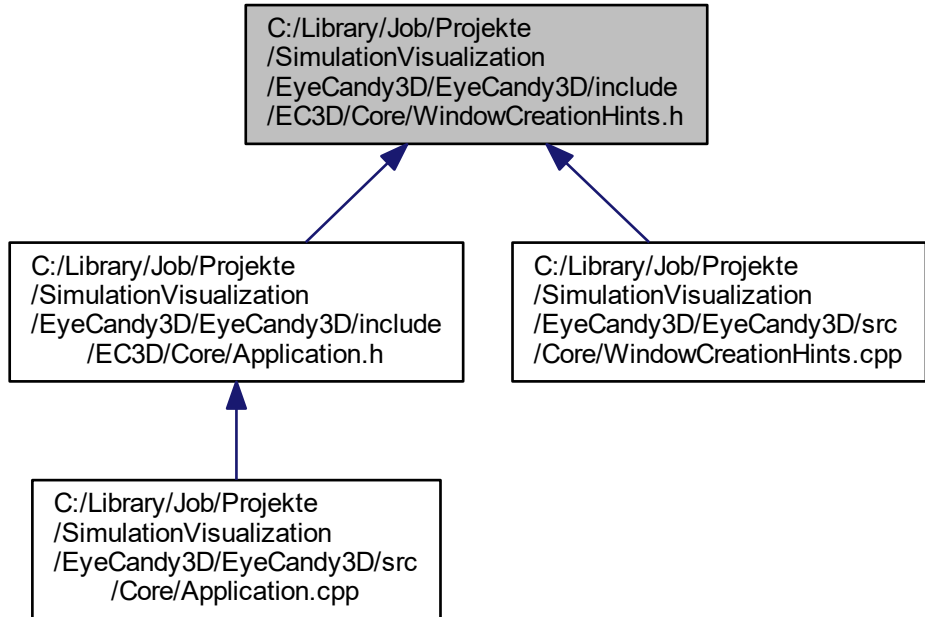 C:/Library/Job/Projekte
/SimulationVisualization
/EyeCandy3D/EyeCandy3D/include
/EC3D/Core/WindowCreationHints.h
C:/Library/Job/Projekte
/SimulationVisualization
/EyeCandy3D/EyeCandy3D/include
/EC3D/Core/Application.h
C:/Library/Job/Projekte
/SimulationVisualization
/EyeCandy3D/EyeCandy3D/src
/Core/WindowCreationHints.cpp
C:/Library/Job/Projekte
/SimulationVisualization
/EyeCandy3D/EyeCandy3D/src
/Core/Application.cpp